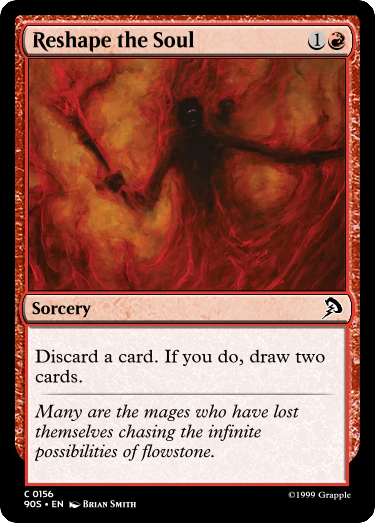 Reshape the Soul 1
Sorcery
Discard a card. If you do, draw two
cards.
Many are the mages who have lost
themselves chasing the infinite
possibilities of flowstone.
C 0156
90S • EN Brian Smith
©1999 Grapple